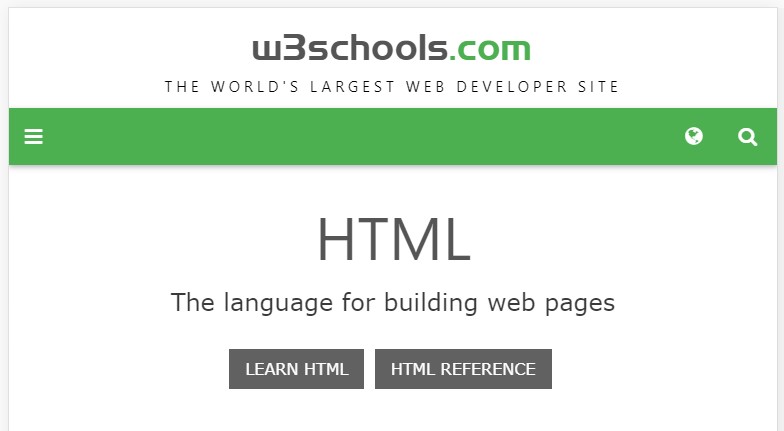 w3schools.com
THE WORLD'S LARGEST WEB DEVELOPER SITE
HTML
The language for building web pages
LEARN HTML HTML REFERENCE